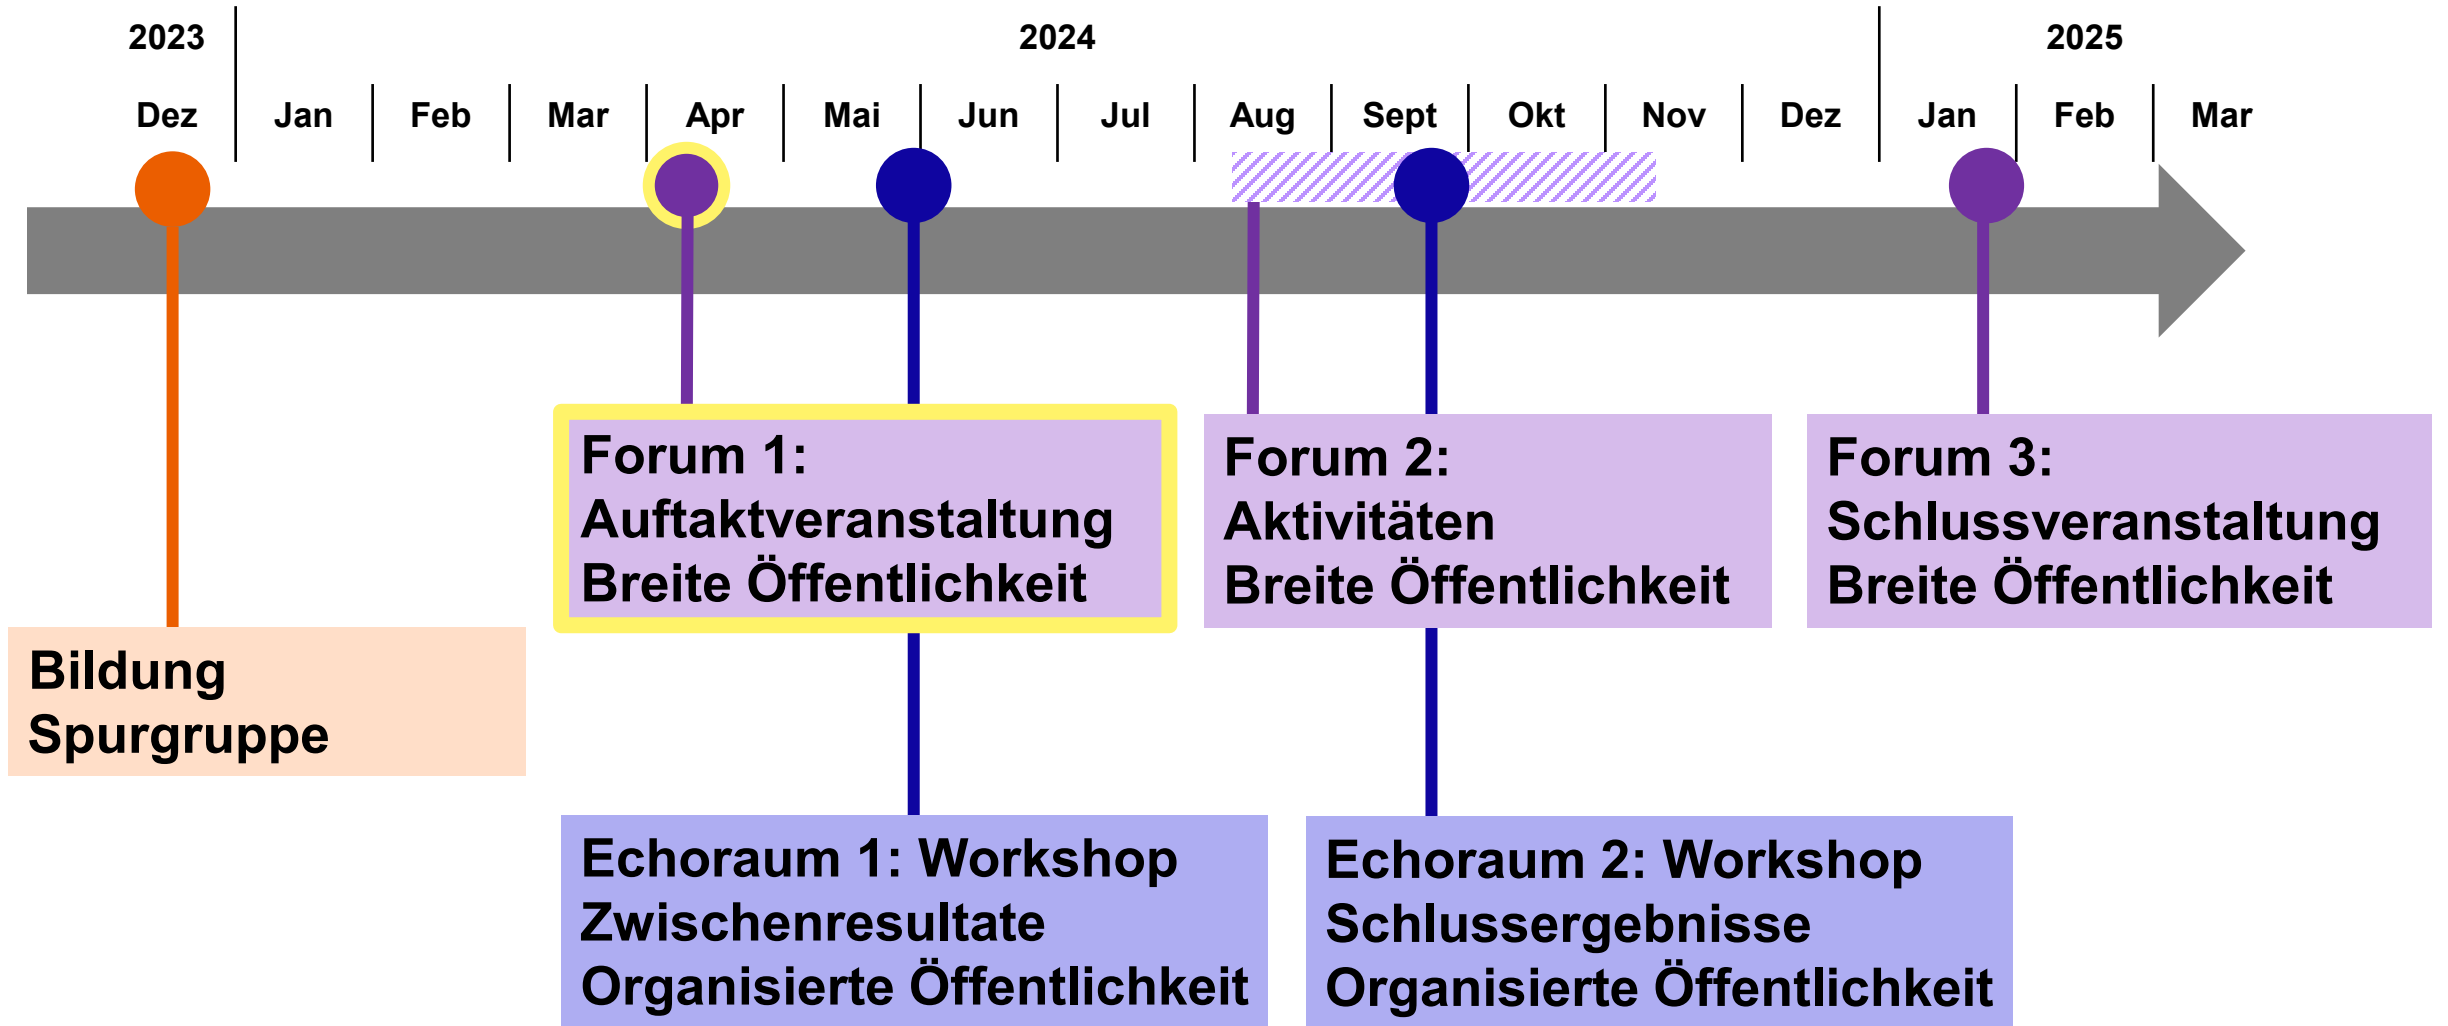 2023
2024
2025
Dez Jan Feb Mar Apr Mai Jun Jul Aug Sept Okt Nov Dez Jan Feb Mar
Forum 1:
Auftaktveranstaltung
Breite Öffentlichkeit
Forum 2:
Aktivitäten
Breite Öffentlichkeit
Forum 3:
Schlussveranstaltung
Breite Öffentlichkeit
Bildung
Spurgruppe
Echoraum 1: Workshop
Zwischenresultate
Organisierte Öffentlichkeit
Echoraum 2: Workshop
Schlussergebnisse
Organisierte Öffentlichkeit